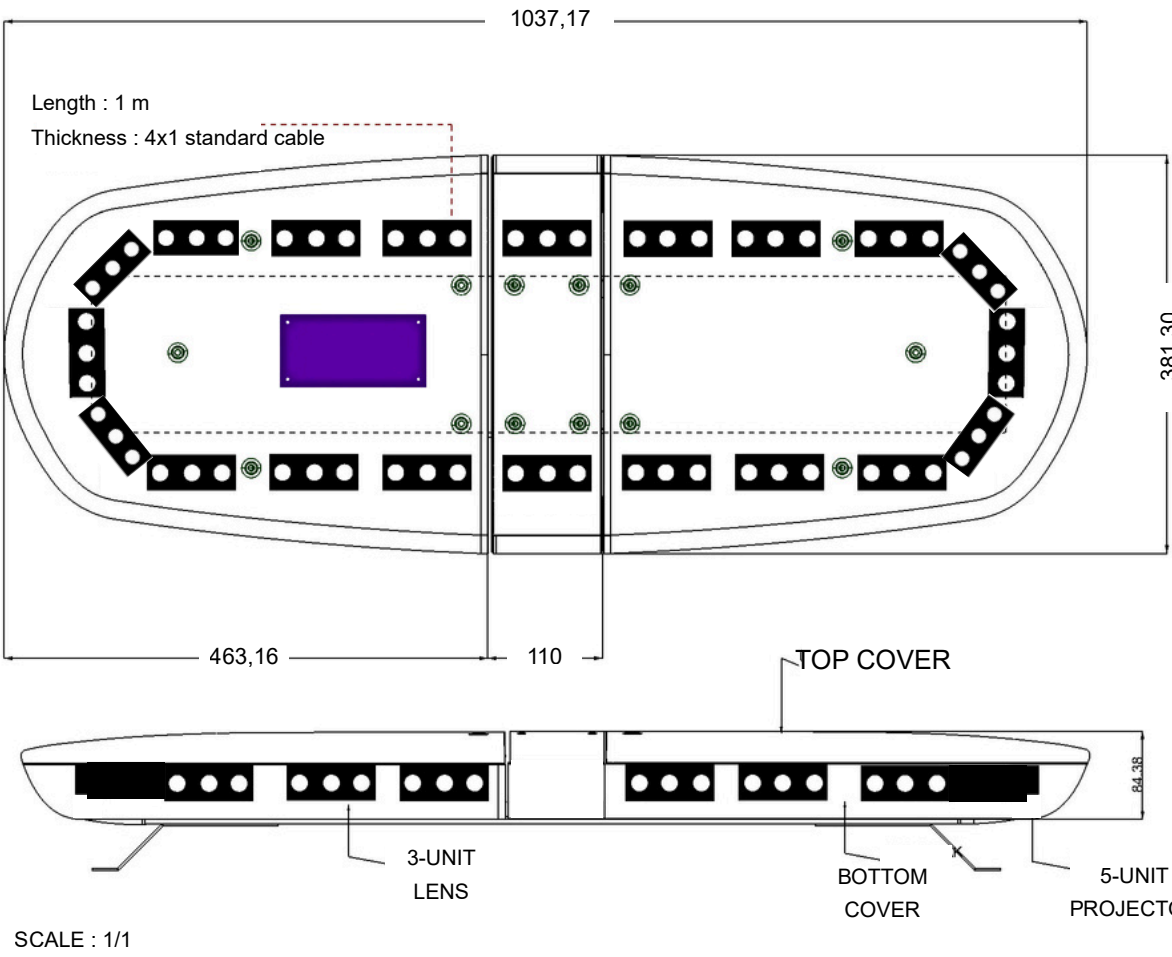 1037,17
Length : 1 m
Thickness : 4x1 standard cable
381,30
463,16
110
TOP COVER
84,38
3-UNIT
LENS
BOTTOM
COVER
5-UNIT
K
SCALE : 1/1